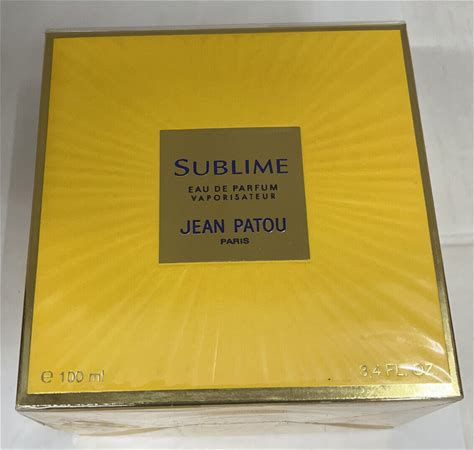 SUBLIME
EAU DE PARFUM
VAPORISATEUR
JEAN PATOU
PARIS
℮ 100 ml 3.4 FL. OZ